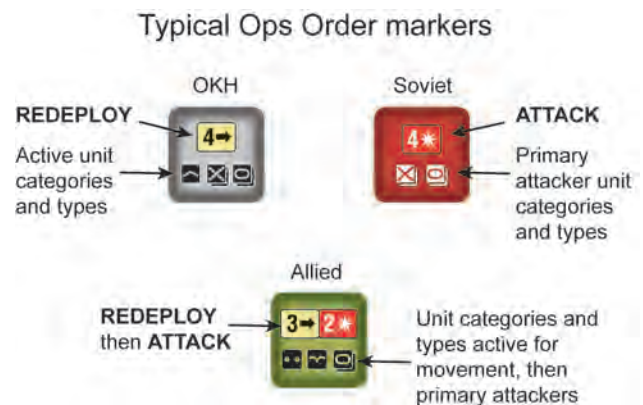 Typical Ops Order markers
OKH
REDEPLOY
4
Active unit
categories
and types
Soviet
ATTACK
4
Primary
attacker unit
categories
and types
Allied
REDEPLOY
then ATTACK
3 2
Unit categories and
types active for
movement, then
primary attackers